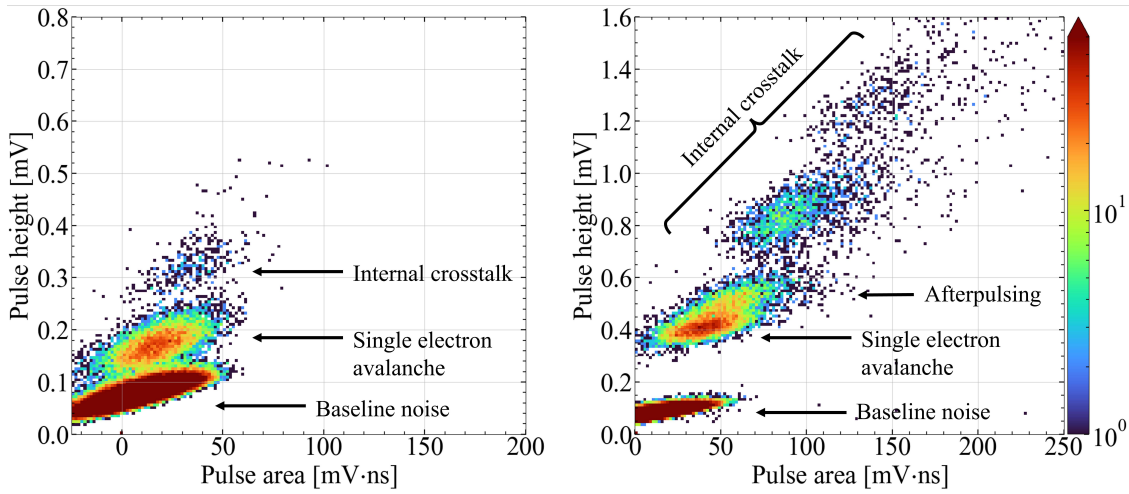 0.8
0.7
0.6
0.5
0.4
0.3
0.2
0.1
0.0
Pulse height [mV]
0
50
100
150
200
Pulse area [mV·ns]
Internal crosstalk
Single electron
avalanche
Baseline noise
1.6
1.4
1.2
1.0
0.8
0.6
0.4
0.2
0.0
Pulse height [mV]
0
50
100
150
200
250
Pulse area [mV·ns]
Internal crosstalk
Afterpulsing
Single electron
avalanche
Baseline noise
10¹
10⁰